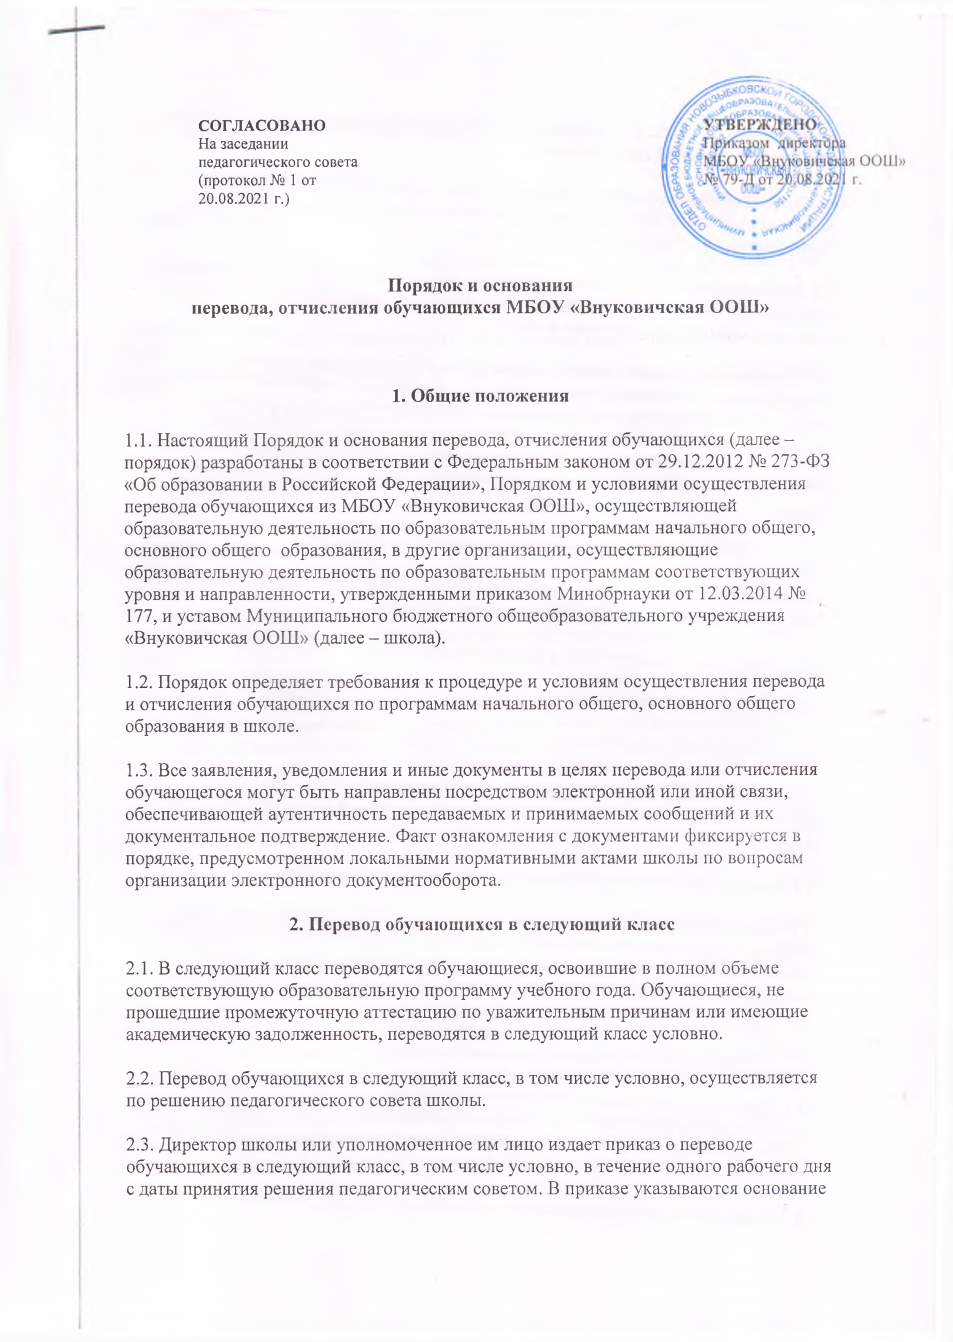 СОГЛАСОВАНО
На заседании
педагогического совета
(протокол № 1 от
20.08.2021 г.)
УТВЕРЖДЕНО
Приказом директора
МБОУ «Внуковичская ООШ»
№ 79-Д от 20.08.2021 г.
ОТДЕЛ ОБРАЗОВАНИЯ НОВОЗЫБКОВСКОЙ ГОРОДСКОЙ АДМИНИСТРАЦИИ
Порядок и основания
перевода, отчисления обучающихся МБОУ «Внуковичская ООШ»
1. Общие положения
1.1. Настоящий Порядок и основания перевода, отчисления обучающихся (далее –
порядок) разработаны в соответствии с Федеральным законом от 29.12.2012 № 273-ФЗ
«Об образовании в Российской Федерации», Порядком и условиями осуществления
перевода обучающихся из МБОУ «Внуковичская ООШ», осуществляющей
образовательную деятельность по образовательным программам начального общего,
основного общего  образования, в другие организации, осуществляющие
образовательную деятельность по образовательным программам соответствующих
уровня и направленности, утвержденными приказом Минобрнауки от 12.03.2014 №
177, и уставом Муниципального бюджетного общеобразовательного учреждения
«Внуковичская ООШ» (далее – школа).
1.2. Порядок определяет требования к процедуре и условиям осуществления перевода
и отчисления обучающихся по программам начального общего, основного общего
образования в школе.
1.3. Все заявления, уведомления и иные документы в целях перевода или отчисления
обучающегося могут быть направлены посредством электронной или иной связи,
обеспечивающей аутентичность передаваемых и принимаемых сообщений и их
документальное подтверждение. Факт ознакомления с документами фиксируется в
порядке, предусмотренном локальными нормативными актами школы по вопросам
организации электронного документооборота.
2. Перевод обучающихся в следующий класс
2.1. В следующий класс переводятся обучающиеся, освоившие в полном объеме
соответствующую образовательную программу учебного года. Обучающиеся, не
прошедшие промежуточную аттестацию по уважительным причинам или имеющие
академическую задолженность, переводятся в следующий класс условно.
2.2. Перевод обучающихся в следующий класс, в том числе условно, осуществляется
по решению педагогического совета школы.
2.3. Директор школы или уполномоченное им лицо издает приказ о переводе
обучающихся в следующий класс, в том числе условно, в течение одного рабочего дня
с даты принятия решения педагогическим советом. В приказе указываются основание